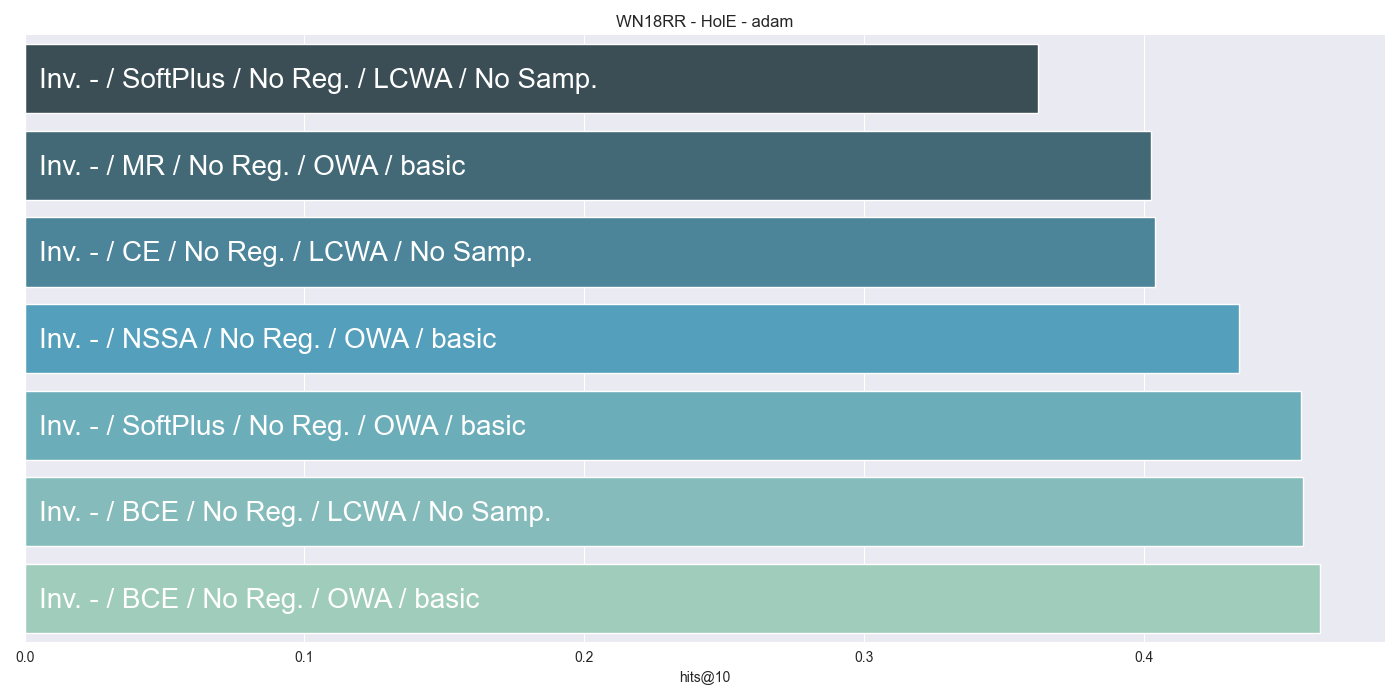 WN18RR - HolE - adam
Inv. - / SoftPlus / No Reg. / LCWA / No Samp.
Inv. - / MR / No Reg. / OWA / basic
Inv. - / CE / No Reg. / LCWA / No Samp.
Inv. - / NSSA / No Reg. / OWA / basic
Inv. - / SoftPlus / No Reg. / OWA / basic
Inv. - / BCE / No Reg. / LCWA / No Samp.
Inv. - / BCE / No Reg. / OWA / basic
0.0 0.1 0.2 0.3 0.4
hits@10